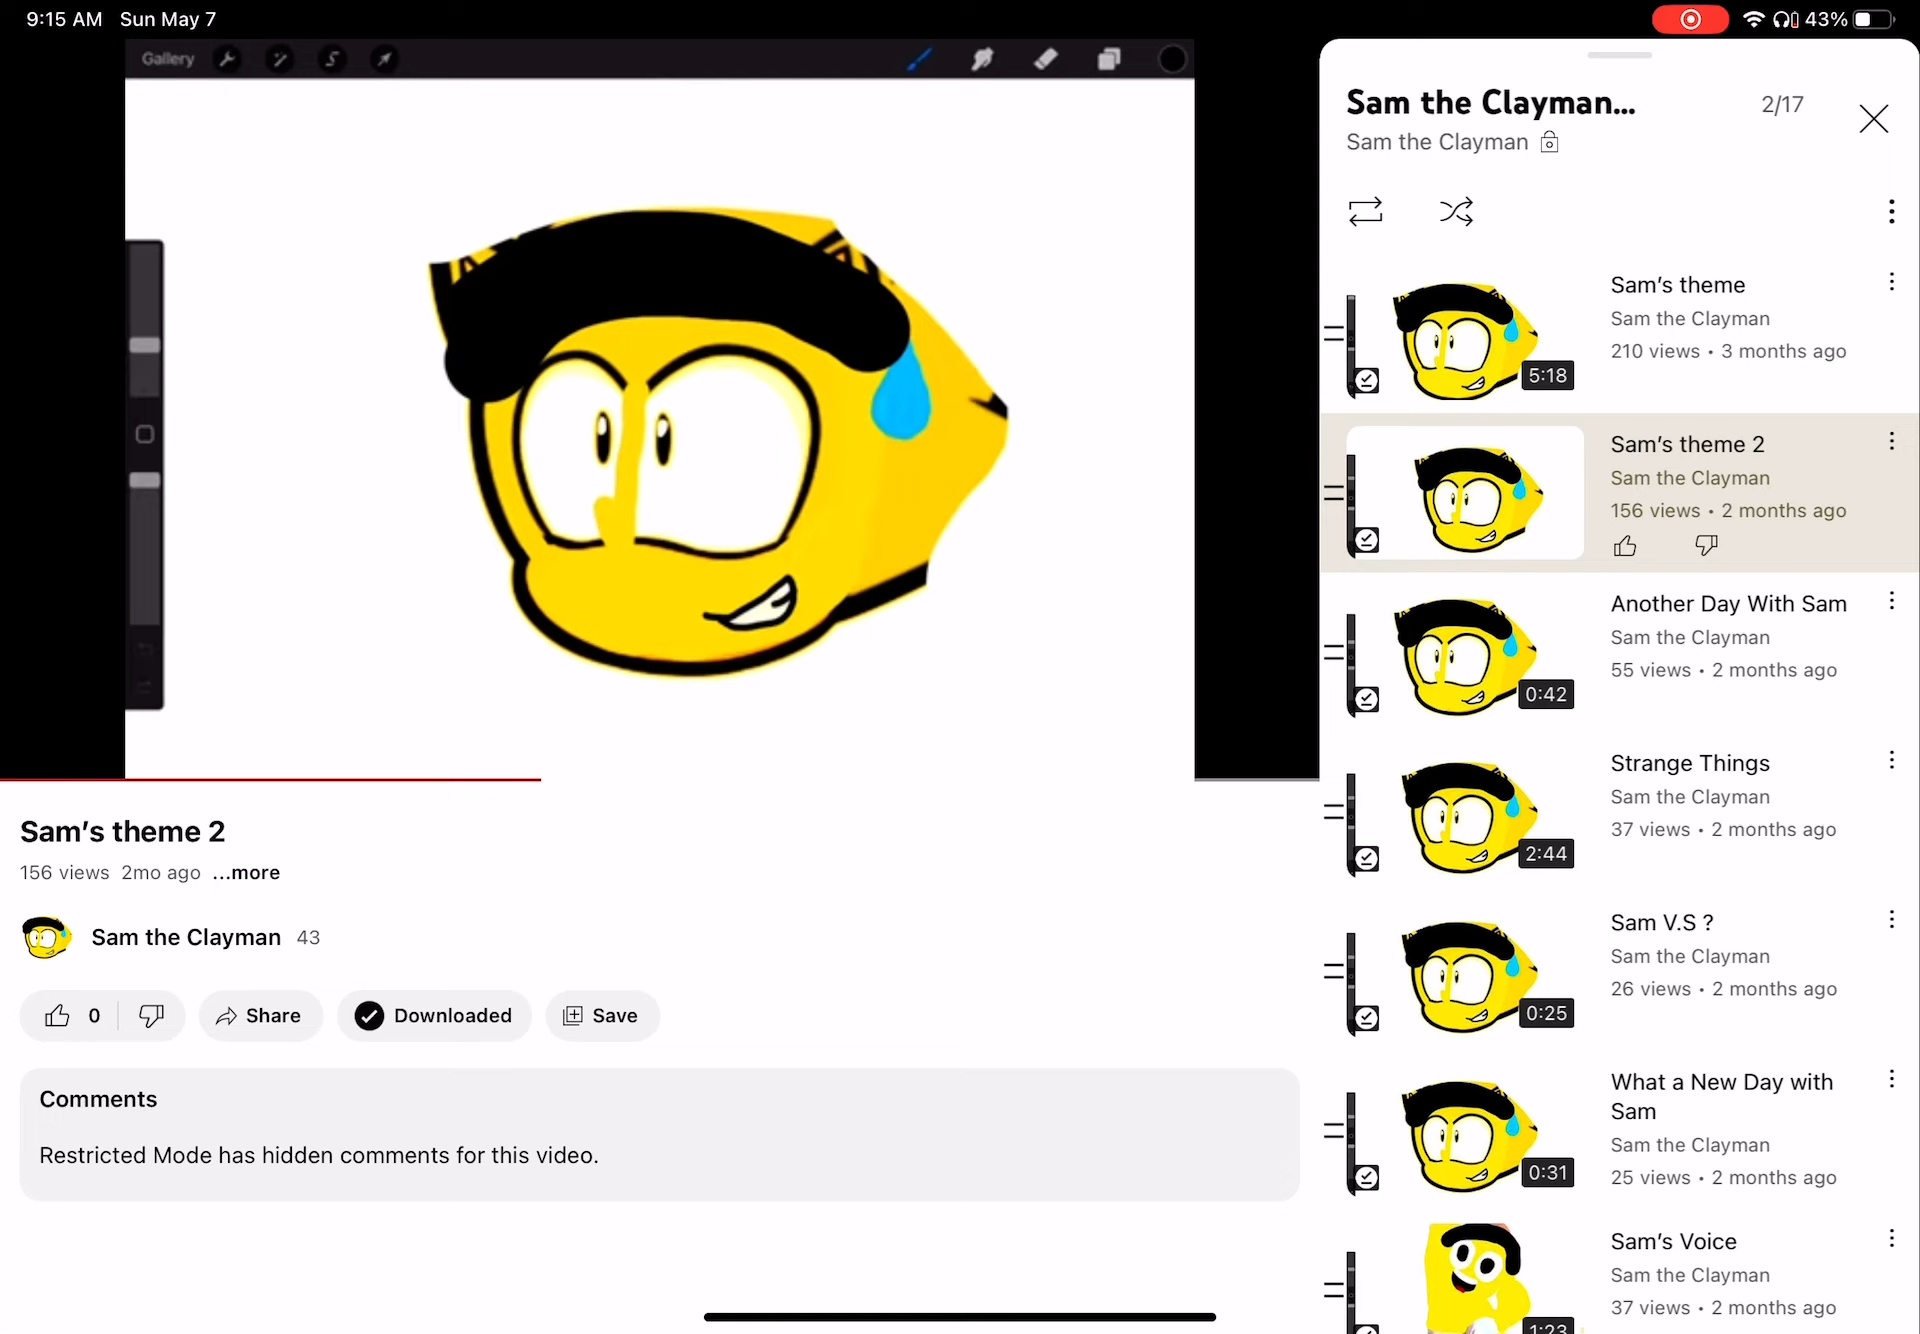 9:15 AM Sun May 7
43%
Gallery
Sam the Clayman...
2/17
Sam the Clayman
Sam's theme
Sam the Clayman
210 views • 3 months ago
5:18
Sam's theme 2
Sam the Clayman
156 views • 2 months ago
Another Day With Sam
Sam the Clayman
55 views • 2 months ago
0:42
Strange Things
Sam the Clayman
37 views • 2 months ago
2:44
Sam V.S ?
Sam the Clayman
26 views • 2 months ago
0:25
What a New Day with
Sam
Sam the Clayman
25 views • 2 months ago
0:31
Sam's Voice
Sam the Clayman
37 views • 2 months ago
1:23
Sam's theme 2
156 views 2mo ago ...more
Sam the Clayman 43
0
Share
Downloaded
Save
Comments
Restricted Mode has hidden comments for this video.